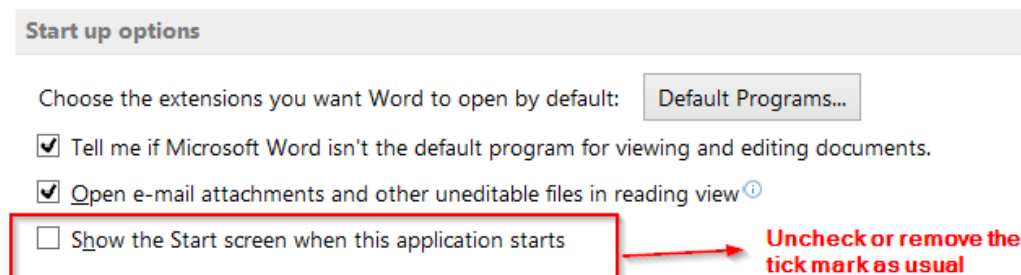 Start up options
Choose the extensions you want Word to open by default: Default Programs...
Tell me if Microsoft Word isn't the default program for viewing and editing documents.
Open e-mail attachments and other uneditable files in reading view
Show the Start screen when this application starts
Uncheck or remove the
tick mark as usual